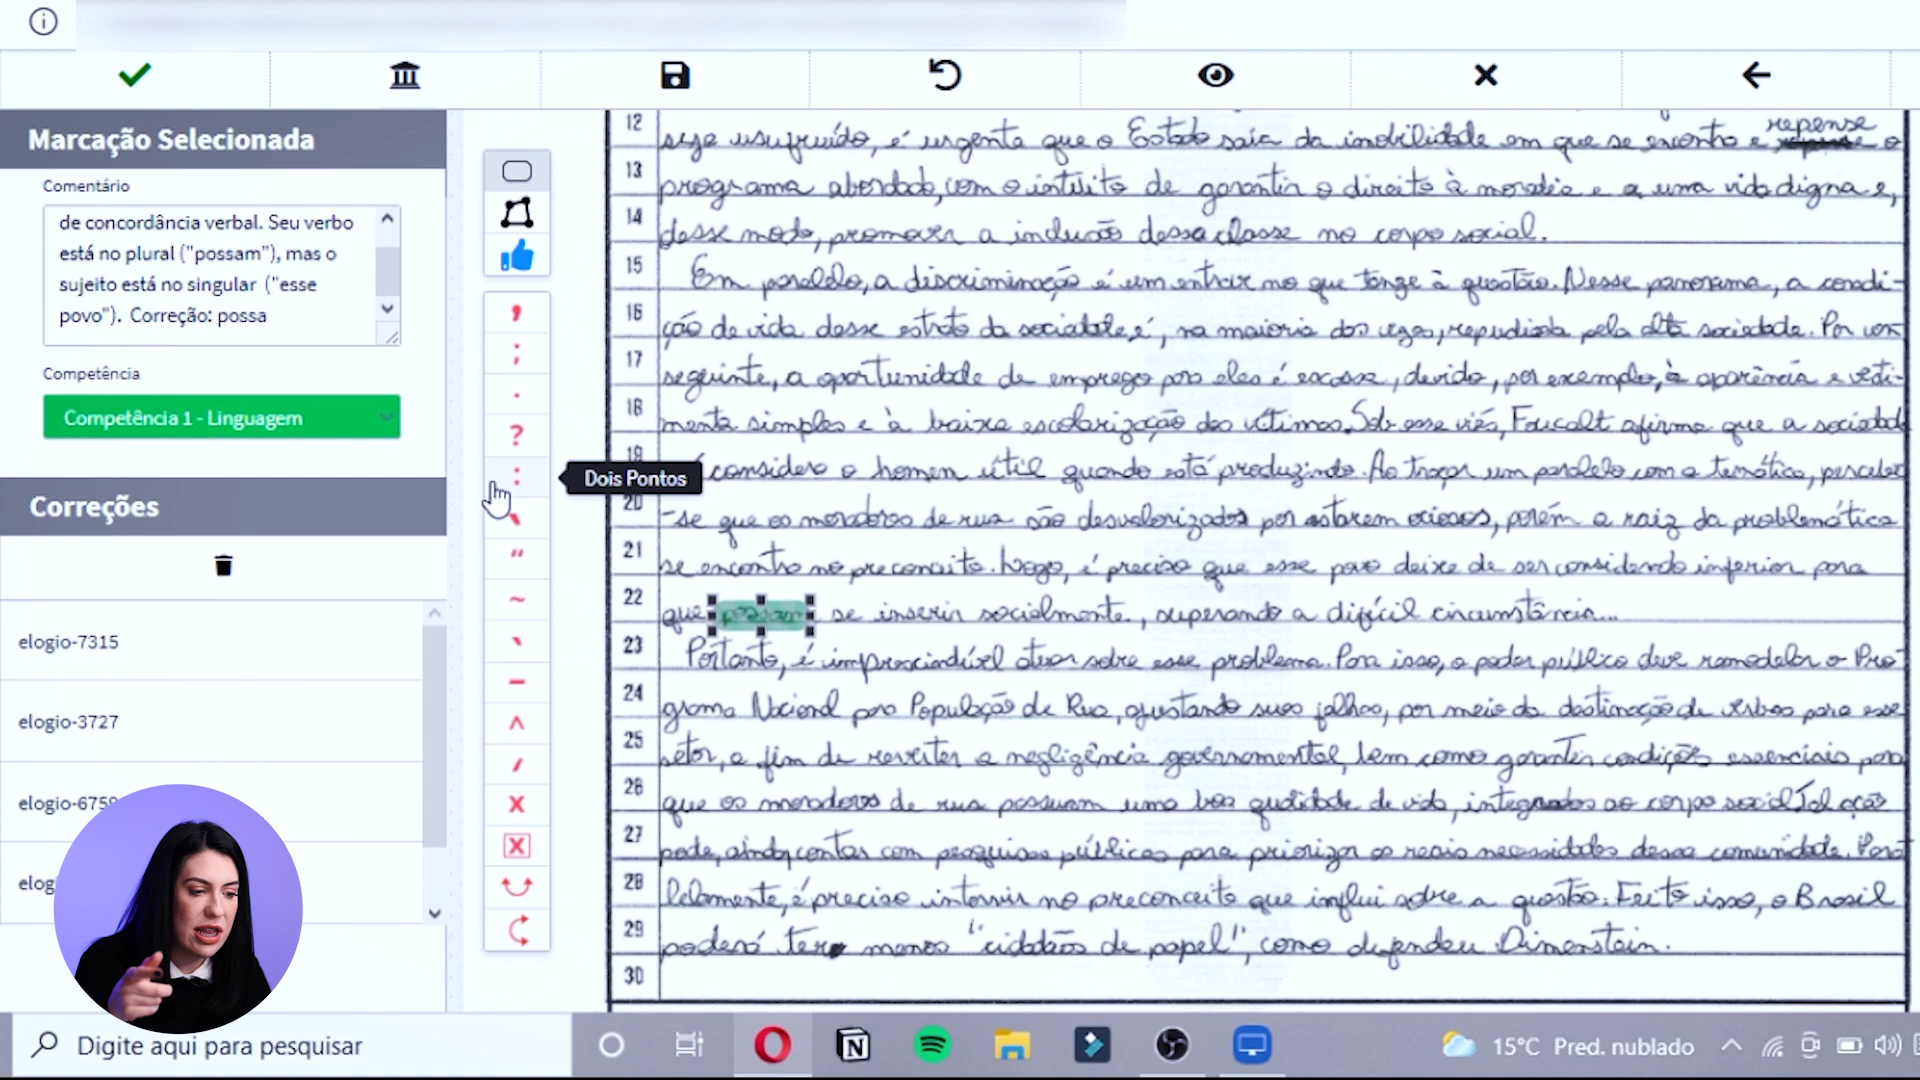 Marcação Selecionada
Comentário
de concordância verbal. Seu verbo
está no plural ("possam"), mas o
sujeito está no singular ("esse
povo"). Correção: possa
Competência
Competência 1 - Linguagem
Correções
elogio-7315
elogio-3727
elogio-6759
elog
; 
.
?
:
Dois Pontos
12 seja usufruído, é urgente que o Estado saia da imobilidade em que se encontra e repense o
13 programa abordado, com o intuito de garantir o direito à moradia e a uma vida digna e,
14 desse modo, promover a inclusão dessa classe no corpo social.
15 Em paralelo, a discriminação é um entrave no que tange à questão. Nesse panorama, a condi-
16 ção de vida desse estrato da sociedade é, na maioria das vezes, repudiada pela alta sociedade. Por con
17 seguinte, a oportunidade de emprego para eles é escassa, devido, por exemplo, à aparência e vesti-
18 menta simples e à baixa escolarização das vítimas. Sob esse viés, Foucalt afirma que a sociedade
19 considera o homem útil quando está produzindo. Ao traçar um paralelo com a temática, percebe
20 -se que os moradores de rua são desvalorizados por estarem ociosos, porém a raiz da problemática
21 se encontra no preconceito. Logo, é preciso que esse povo deixe de ser considerado inferior para
22 que possam se inserir socialmente, superando a difícil circunstância...
23 Portanto, é imprescindível atuar sobre esse problema. Para isso, o poder público deve remodelar o Pro
24 grama Nacional para População de Rua, ajustando suas falhas, por meio da destinação de verbas para esse
25 setor, a fim de reverter a negligência governamental, bem como garantir condições essenciais para
26 que os moradores de rua possuam uma boa qualidade de vida, integrados ao corpo social. Tal ação
27 pode, ainda, contar com pesquisas públicas para priorizar as reais necessidades dessa comunidade. Para
28 lelamente, é preciso intervir no preconceito que influi sobre a questão. Feito isso, o Brasil
29 poderá ter menos "cidadãos de papel", como defendeu Dimenstein.
30
Digite aqui para pesquisar
15°C Pred. nublado